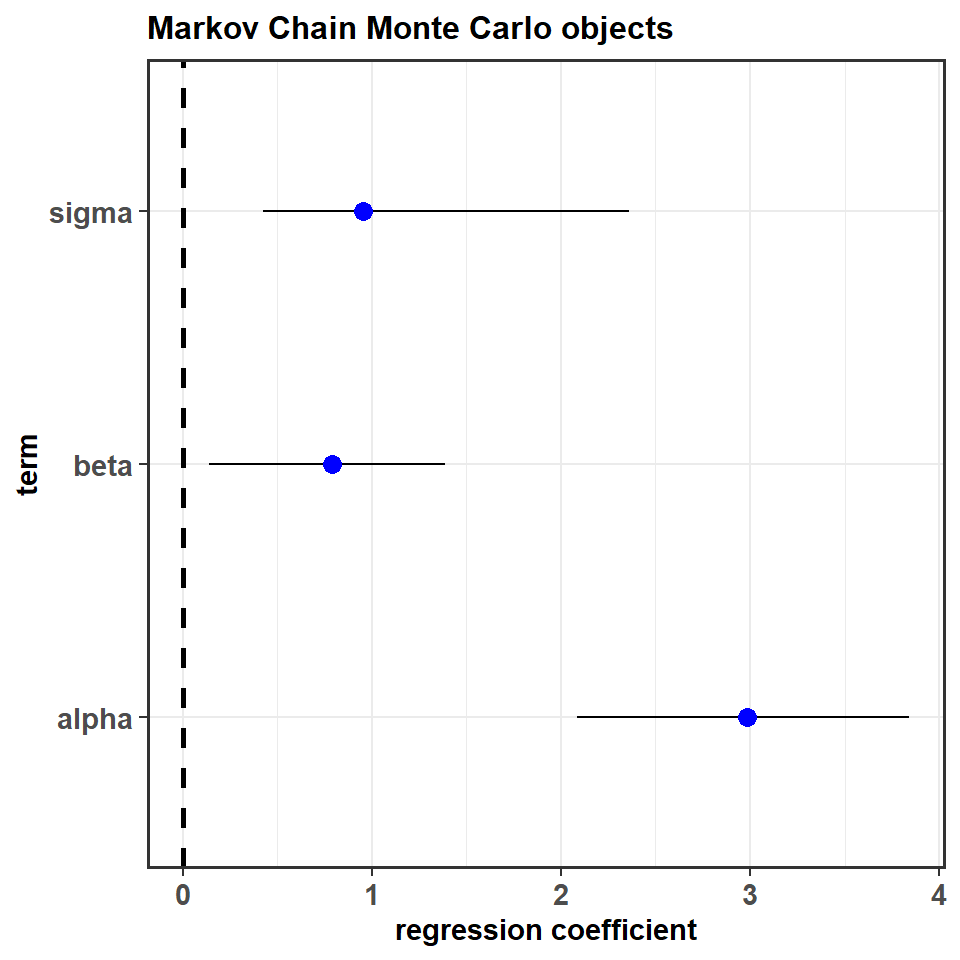 Markov Chain Monte Carlo objects
sigma
beta
alpha
term
0 1 2 3 4
regression coefficient